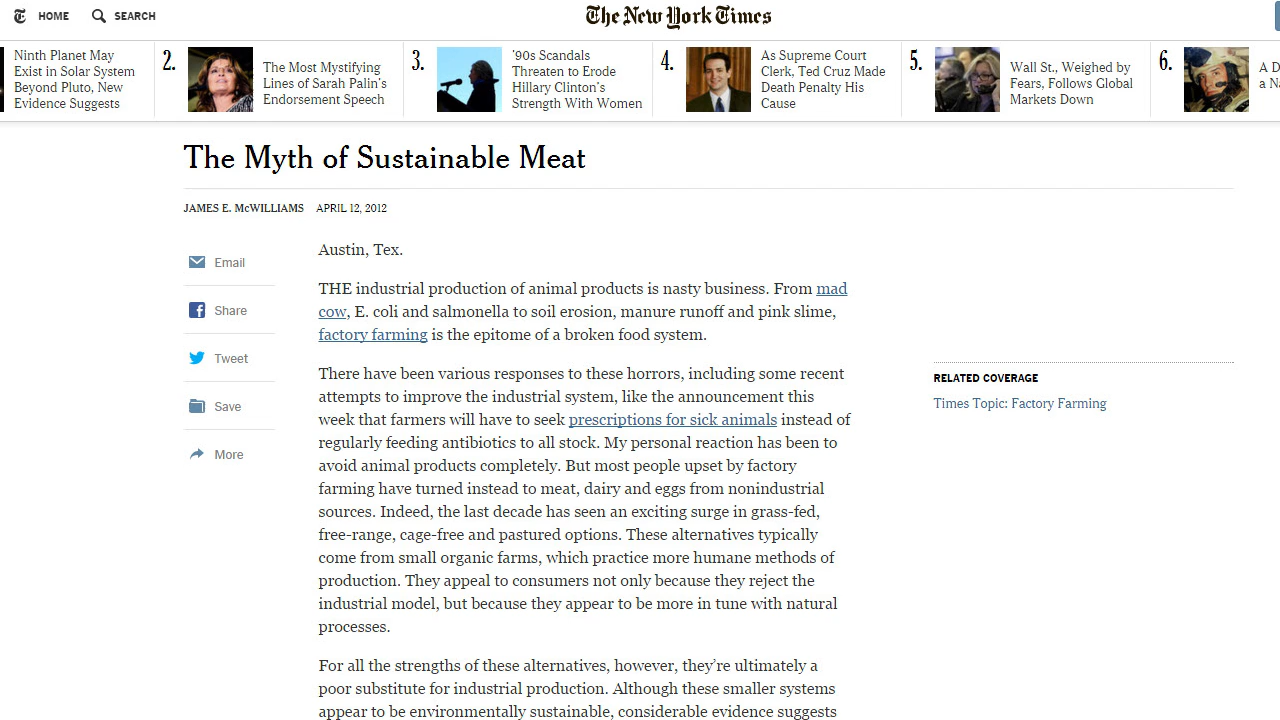 HOME
SEARCH
The New York Times
Ninth Planet May
Exist in Solar System
Beyond Pluto, New
Evidence Suggests
2.
The Most Mystifying
Lines of Sarah Palin's
Endorsement Speech
3.
'90s Scandals
Threaten to Erode
Hillary Clinton's
Strength With Women
4.
As Supreme Court
Clerk, Ted Cruz Made
Death Penalty His
Cause
5.
Wall St., Weighed by
Fears, Follows Global
Markets Down
6.
The Myth of Sustainable Meat
JAMES E. McWILLIAMS APRIL 12, 2012
Email
Share
Tweet
Save
More
Austin, Tex.
THE industrial production of animal products is nasty business. From mad
cow, E. coli and salmonella to soil erosion, manure runoff and pink slime,
factory farming is the epitome of a broken food system.
There have been various responses to these horrors, including some recent
attempts to improve the industrial system, like the announcement this
week that farmers will have to seek prescriptions for sick animals instead of
regularly feeding antibiotics to all stock. My personal reaction has been to
avoid animal products completely. But most people upset by factory
farming have turned instead to meat, dairy and eggs from nonindustrial
sources. Indeed, the last decade has seen an exciting surge in grass-fed,
free-range, cage-free and pastured options. These alternatives typically
come from small organic farms, which practice more humane methods of
production. They appeal to consumers not only because they reject the
industrial model, but because they appear to be more in tune with natural
processes.
For all the strengths of these alternatives, however, they're ultimately a
poor substitute for industrial production. Although these smaller systems
appear to be environmentally sustainable, considerable evidence suggests
RELATED COVERAGE
Times Topic: Factory Farming